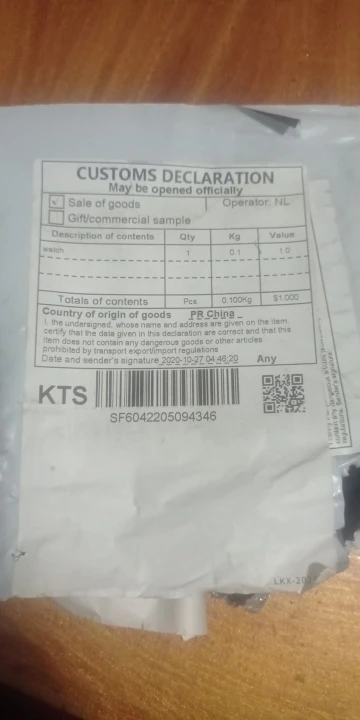 CUSTOMS DECLARATION
May be opened officially
Sale of goods Operator: NL
Gift/commercial sample
Description of contents Qty Kg Value
watch 1 0.1 1.0
Totals of contents Pcs 0.100Kg $1.000
Country of origin of goods PR China
I, the undersigned, whose name and address are given on the item,
certify that the data given in this declaration are correct and that this
item does not contain any dangerous goods or other articles
prohibited by transport export/import regulations
Date and sender's signature 2020-10-27 04:46:20 Any
KTS
SF6042205094346